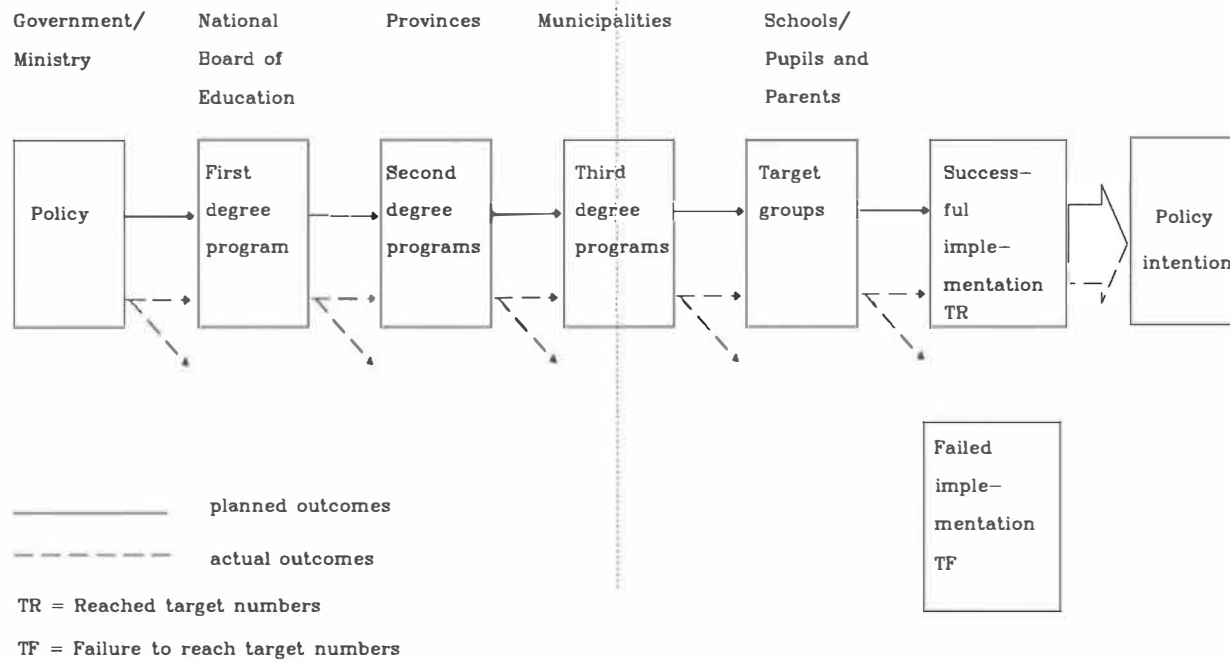 Government/
Ministry
National
Board of
Education
Provinces
Municipalities
Schools/
Pupils and
Parents
Policy
First
degree
program
Second
degree
programs
Third
degree
programs
Target
groups
Success-
ful
imple-
mentation
TR
Policy
intention
Failed
imple-
mentation
TF
planned outcomes
actual outcomes
TR = Reached target numbers
TF = Failure to reach target numbers